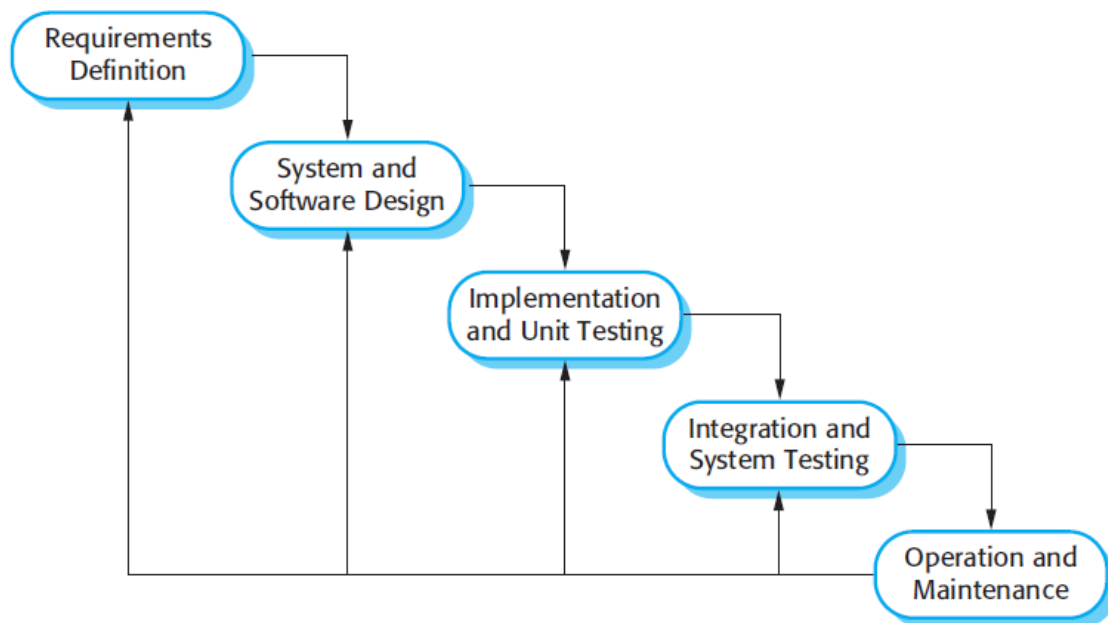 Requirements
Definition
System and
Software Design
Implementation
and Unit Testing
Integration and
System Testing
Operation and
Maintenance